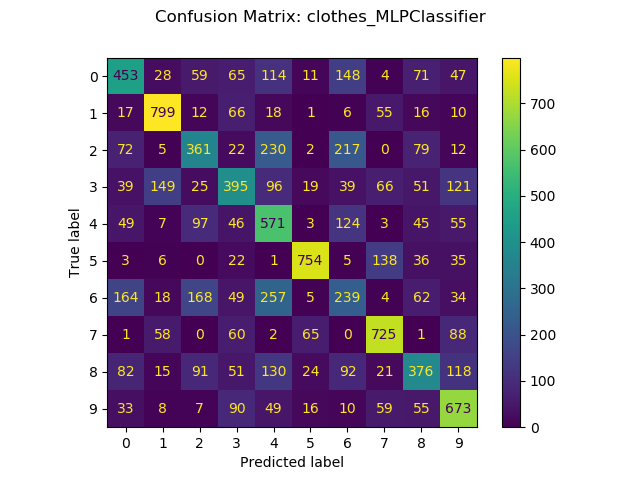 Confusion Matrix: clothes_MLPClassifier
0 453 28 59 65 114 11 148 4 71 47
1 17 799 12 66 18 1 6 55 16 10
2 72 5 361 22 230 2 217 0 79 12
3 39 149 25 395 96 19 39 66 51 121
4 49 7 97 46 571 3 124 3 45 55
5 3 6 0 22 1 754 5 138 36 35
6 164 18 168 49 257 5 239 4 62 34
7 1 58 0 60 2 65 0 725 1 88
8 82 15 91 51 130 24 92 21 376 118
9 33 8 7 90 49 16 10 59 55 673
0 1 2 3 4 5 6 7 8 9
Predicted label
True label
700
600
500
400
300
200
100
0